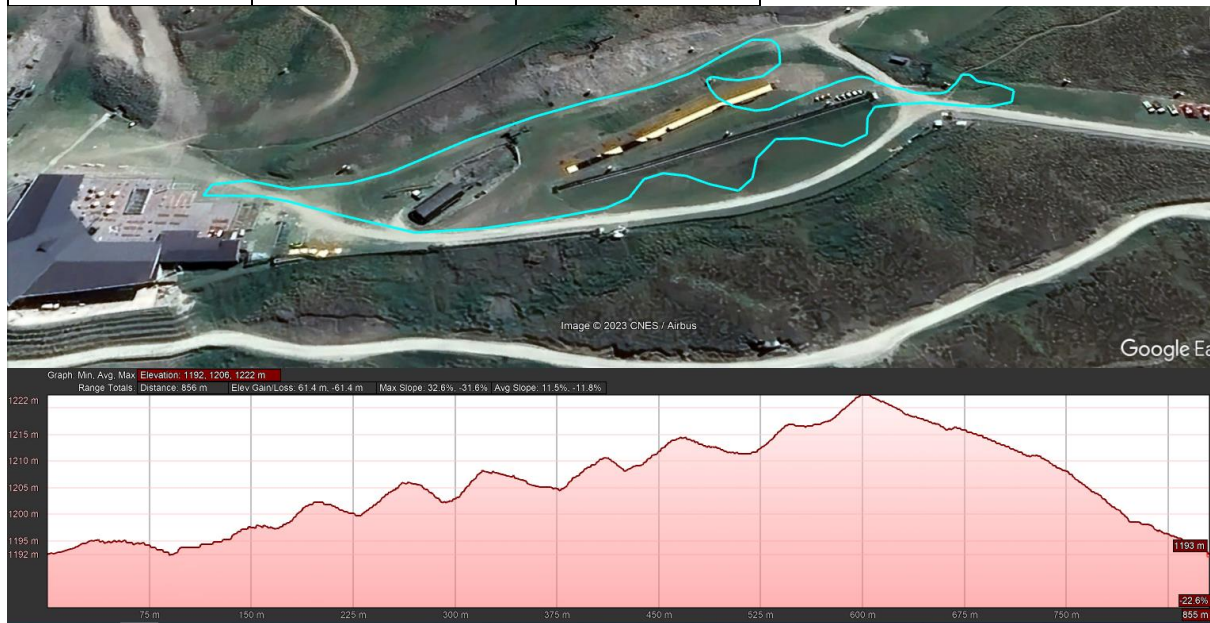 Image © 2023 CNES / Airbus
Google Ea
Graph: Min, Avg, Max Elevation: 1192, 1206, 1222 m
Range Totals: Distance: 856 m Elev Gain/Loss: 61.4 m, -61.4 m Max Slope: 32.6%, -31.6% Avg Slope: 11.5%, -11.8%
1222 m
1215 m
1210 m
1205 m
1200 m
1195 m
1192 m
1193 m
-22.6%
75 m 150 m 225 m 300 m 375 m 450 m 525 m 600 m 675 m 750 m 855 m